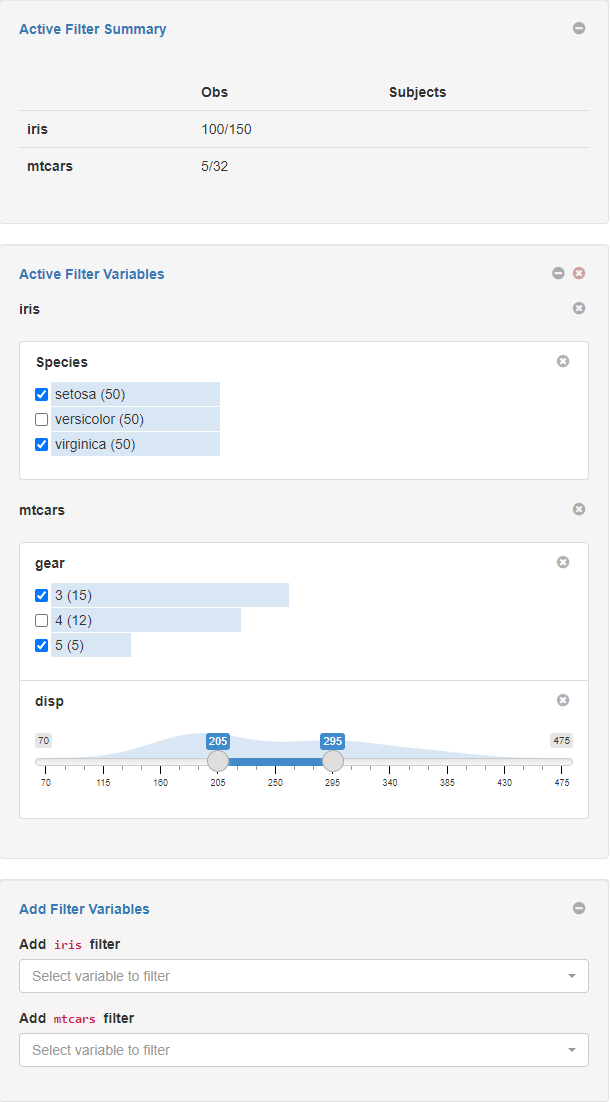 Active Filter Summary
Obs Subjects
iris 100/150
mtcars 5/32
Active Filter Variables
iris
Species
setosa (50)
versicolor (50)
virginica (50)
mtcars
gear
3 (15)
4 (12)
5 (5)
disp
70 205 295 475
70 115 160 205 250 295 340 385 430 475
Add Filter Variables
Add iris filter
Select variable to filter
Add mtcars filter
Select variable to filter